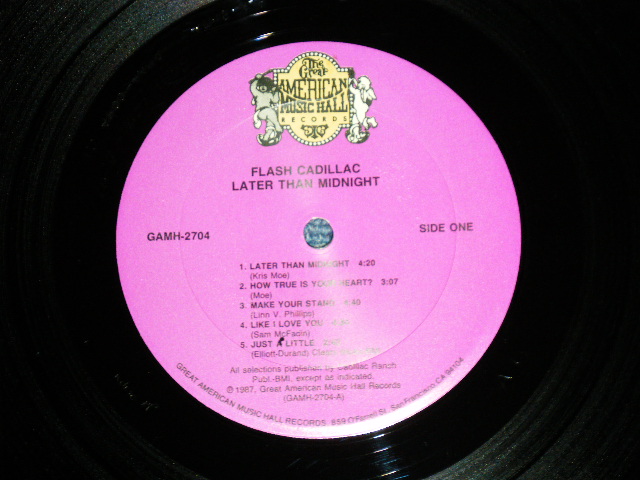 The
Great
AMERICAN
MUSIC HALL
RECORDS
FLASH CADILLAC
LATER THAN MIDNIGHT
GAMH-2704
SIDE ONE
1. LATER THAN MIDNIGHT 4:20
(Kris Moe)
2. HOW TRUE IS YOUR HEART? 3:07
(Moe)
3. MAKE YOUR STAND
(Linn V. Phillips)
4. LIKE I LOVE YOU
(Sam McFadin)
5. JUST A LITTLE
(Elliott-Durand)
All selections published by Cadillac Ranch
Publ.-BMI, except as indicated.
℗ 1987, Great American Music Hall Records
(GAMH-2704-A)
GREAT AMERICAN MUSIC HALL RECORDS 859 O'Farrell St. San Francisco, CA 94104